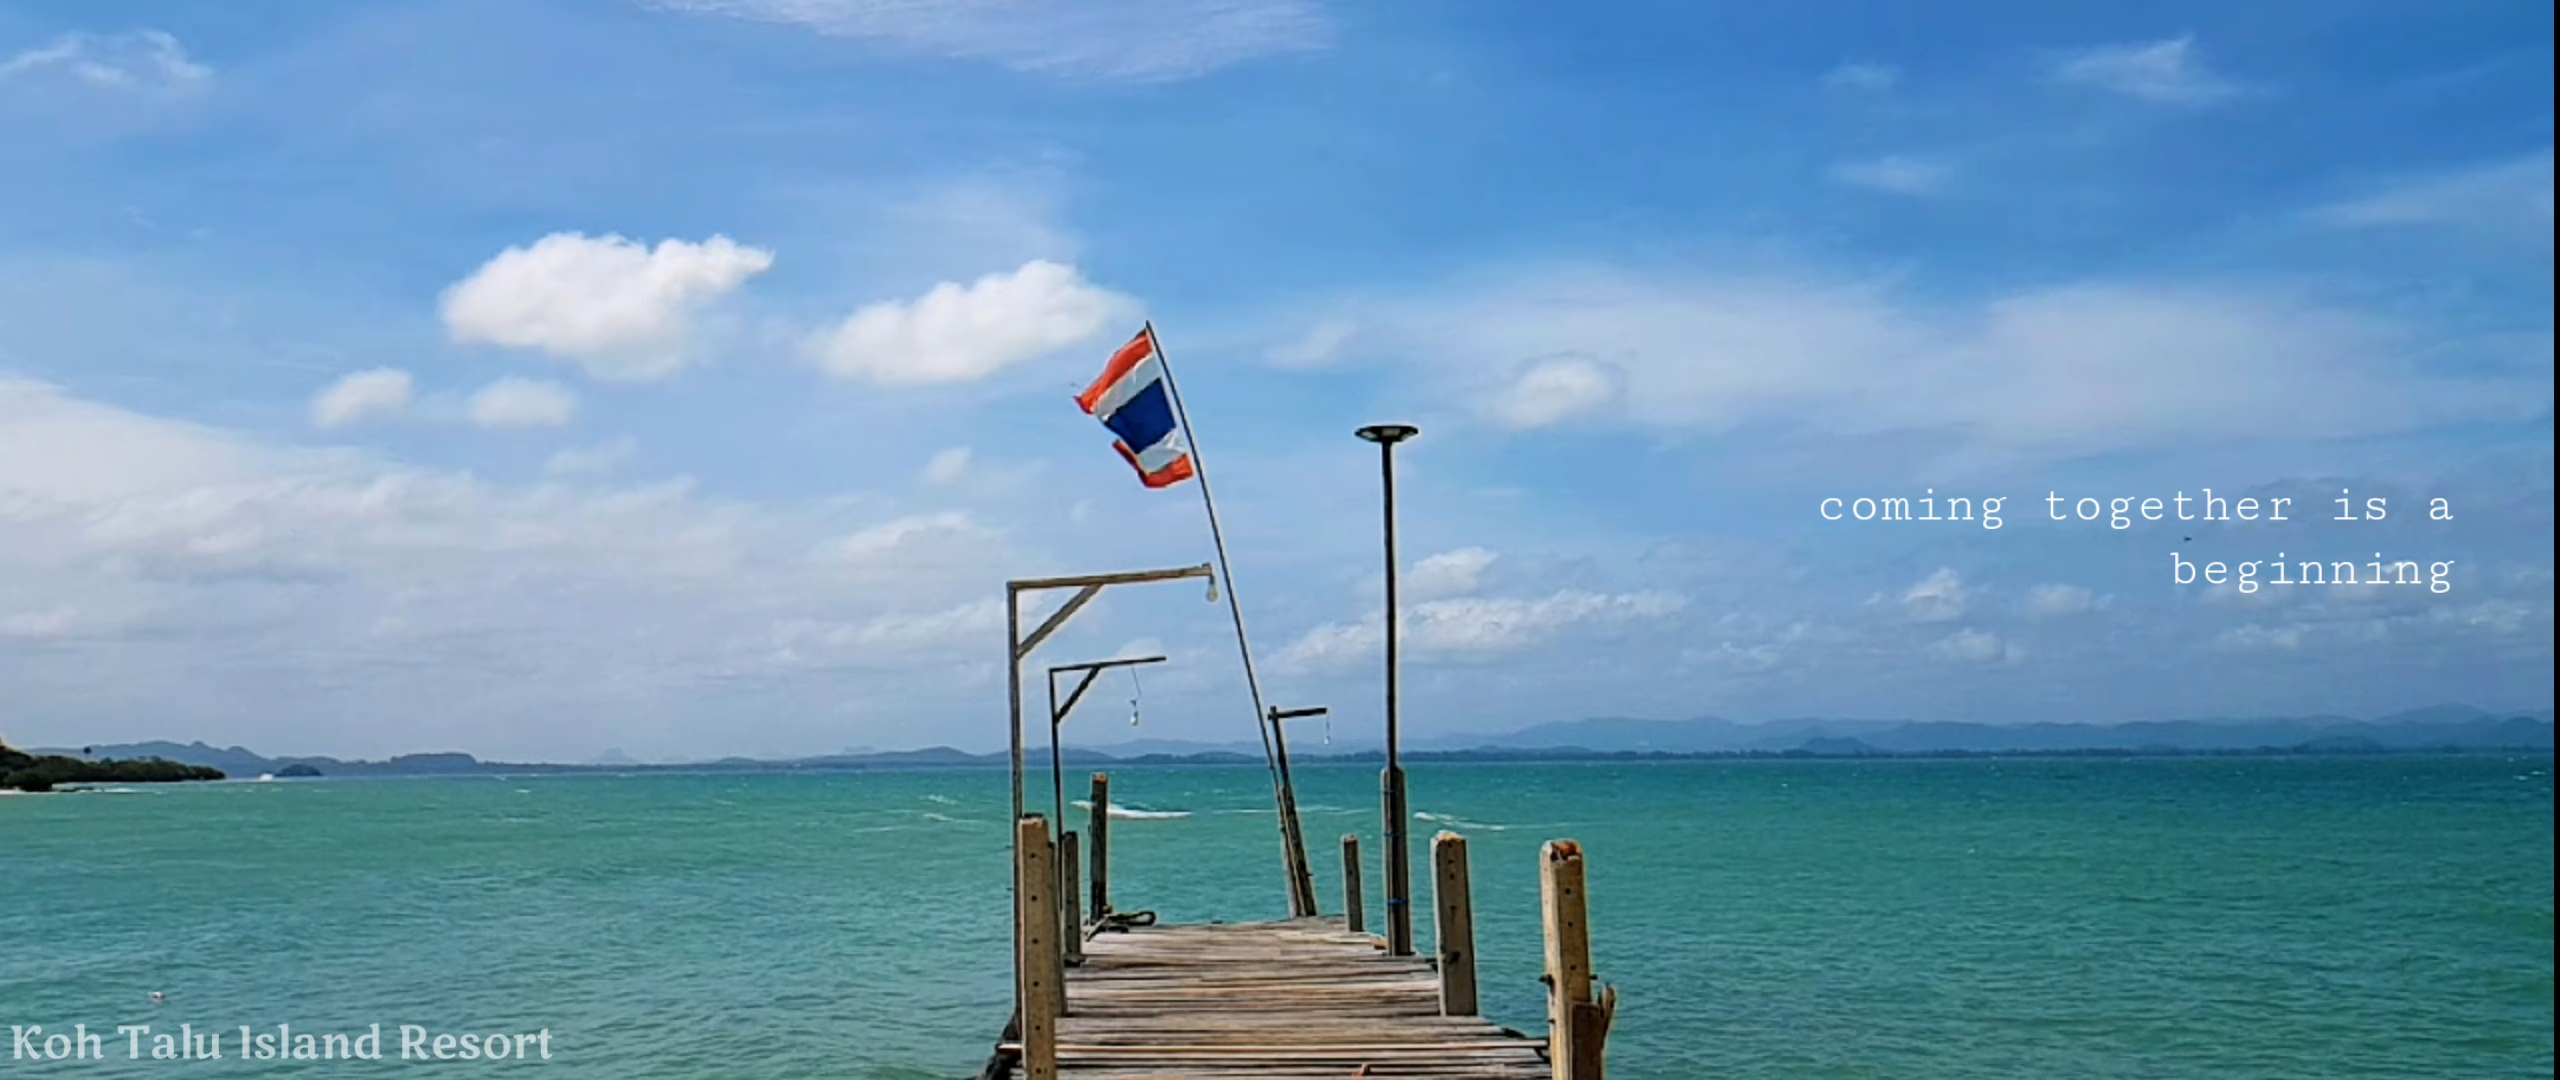 coming together is a
beginning
Koh Talu Island Resort